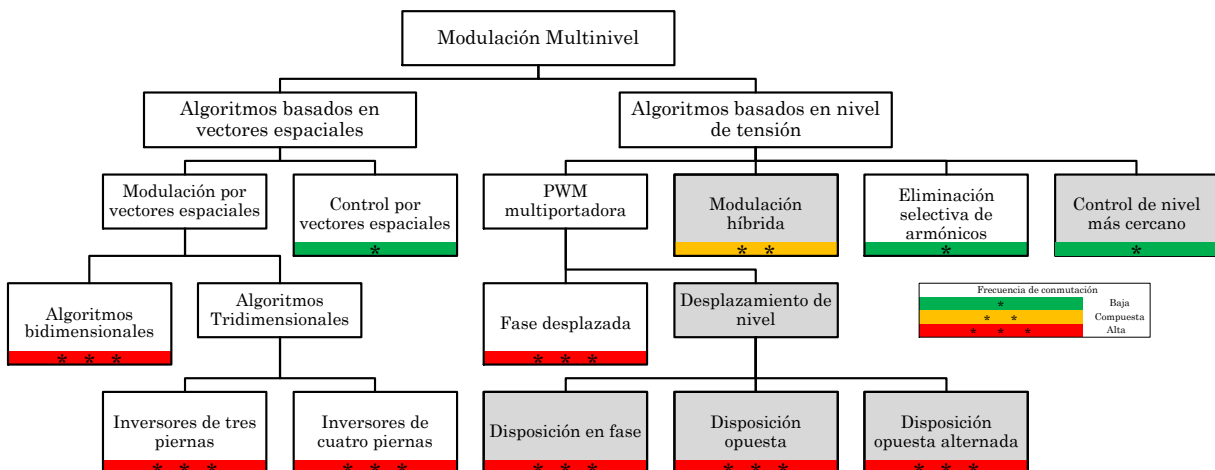 Modulación Multinivel
Algoritmos basados en
vectores espaciales
Algoritmos basados en nivel
de tensión
Modulación por
vectores espaciales
Control por
vectores espaciales
*
PWM
multiportadora
Modulación
híbrida
* *
Eliminación
selectiva de
armónicos
*
Control de nivel
más cercano
*
Algoritmos
bidimensionales
* * *
Algoritmos
Tridimensionales
Fase desplazada
* * *
Desplazamiento de
nivel
Frecuencia de conmutación
* Baja
* * Compuesta
* * * Alta
Inversores de tres
piernas
* * *
Inversores de
cuatro piernas
* * *
Disposición en fase
* * *
Disposición
opuesta
* * *
Disposición
opuesta alternada
* * *